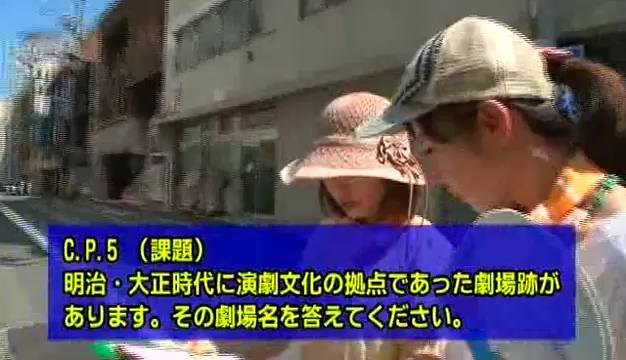 C.P.5 （課題）
明治・大正時代に演劇文化の拠点であった劇場跡が
あります。その劇場名を答えてください。